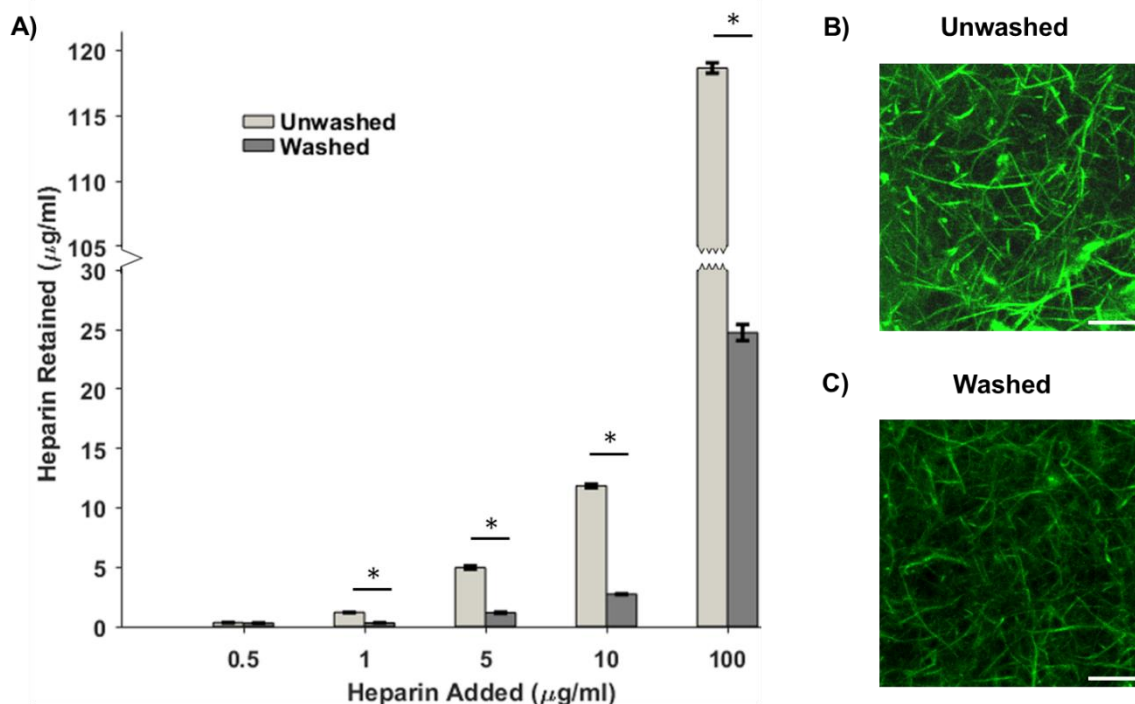 A)
120
115
110
105
30
25
20
15
10
5
0
Heparin Retained (μg/ml)
Unwashed
Washed
*
*
*
*
0.5 1 5 10 100
Heparin Added (μg/ml)
B) Unwashed
C) Washed